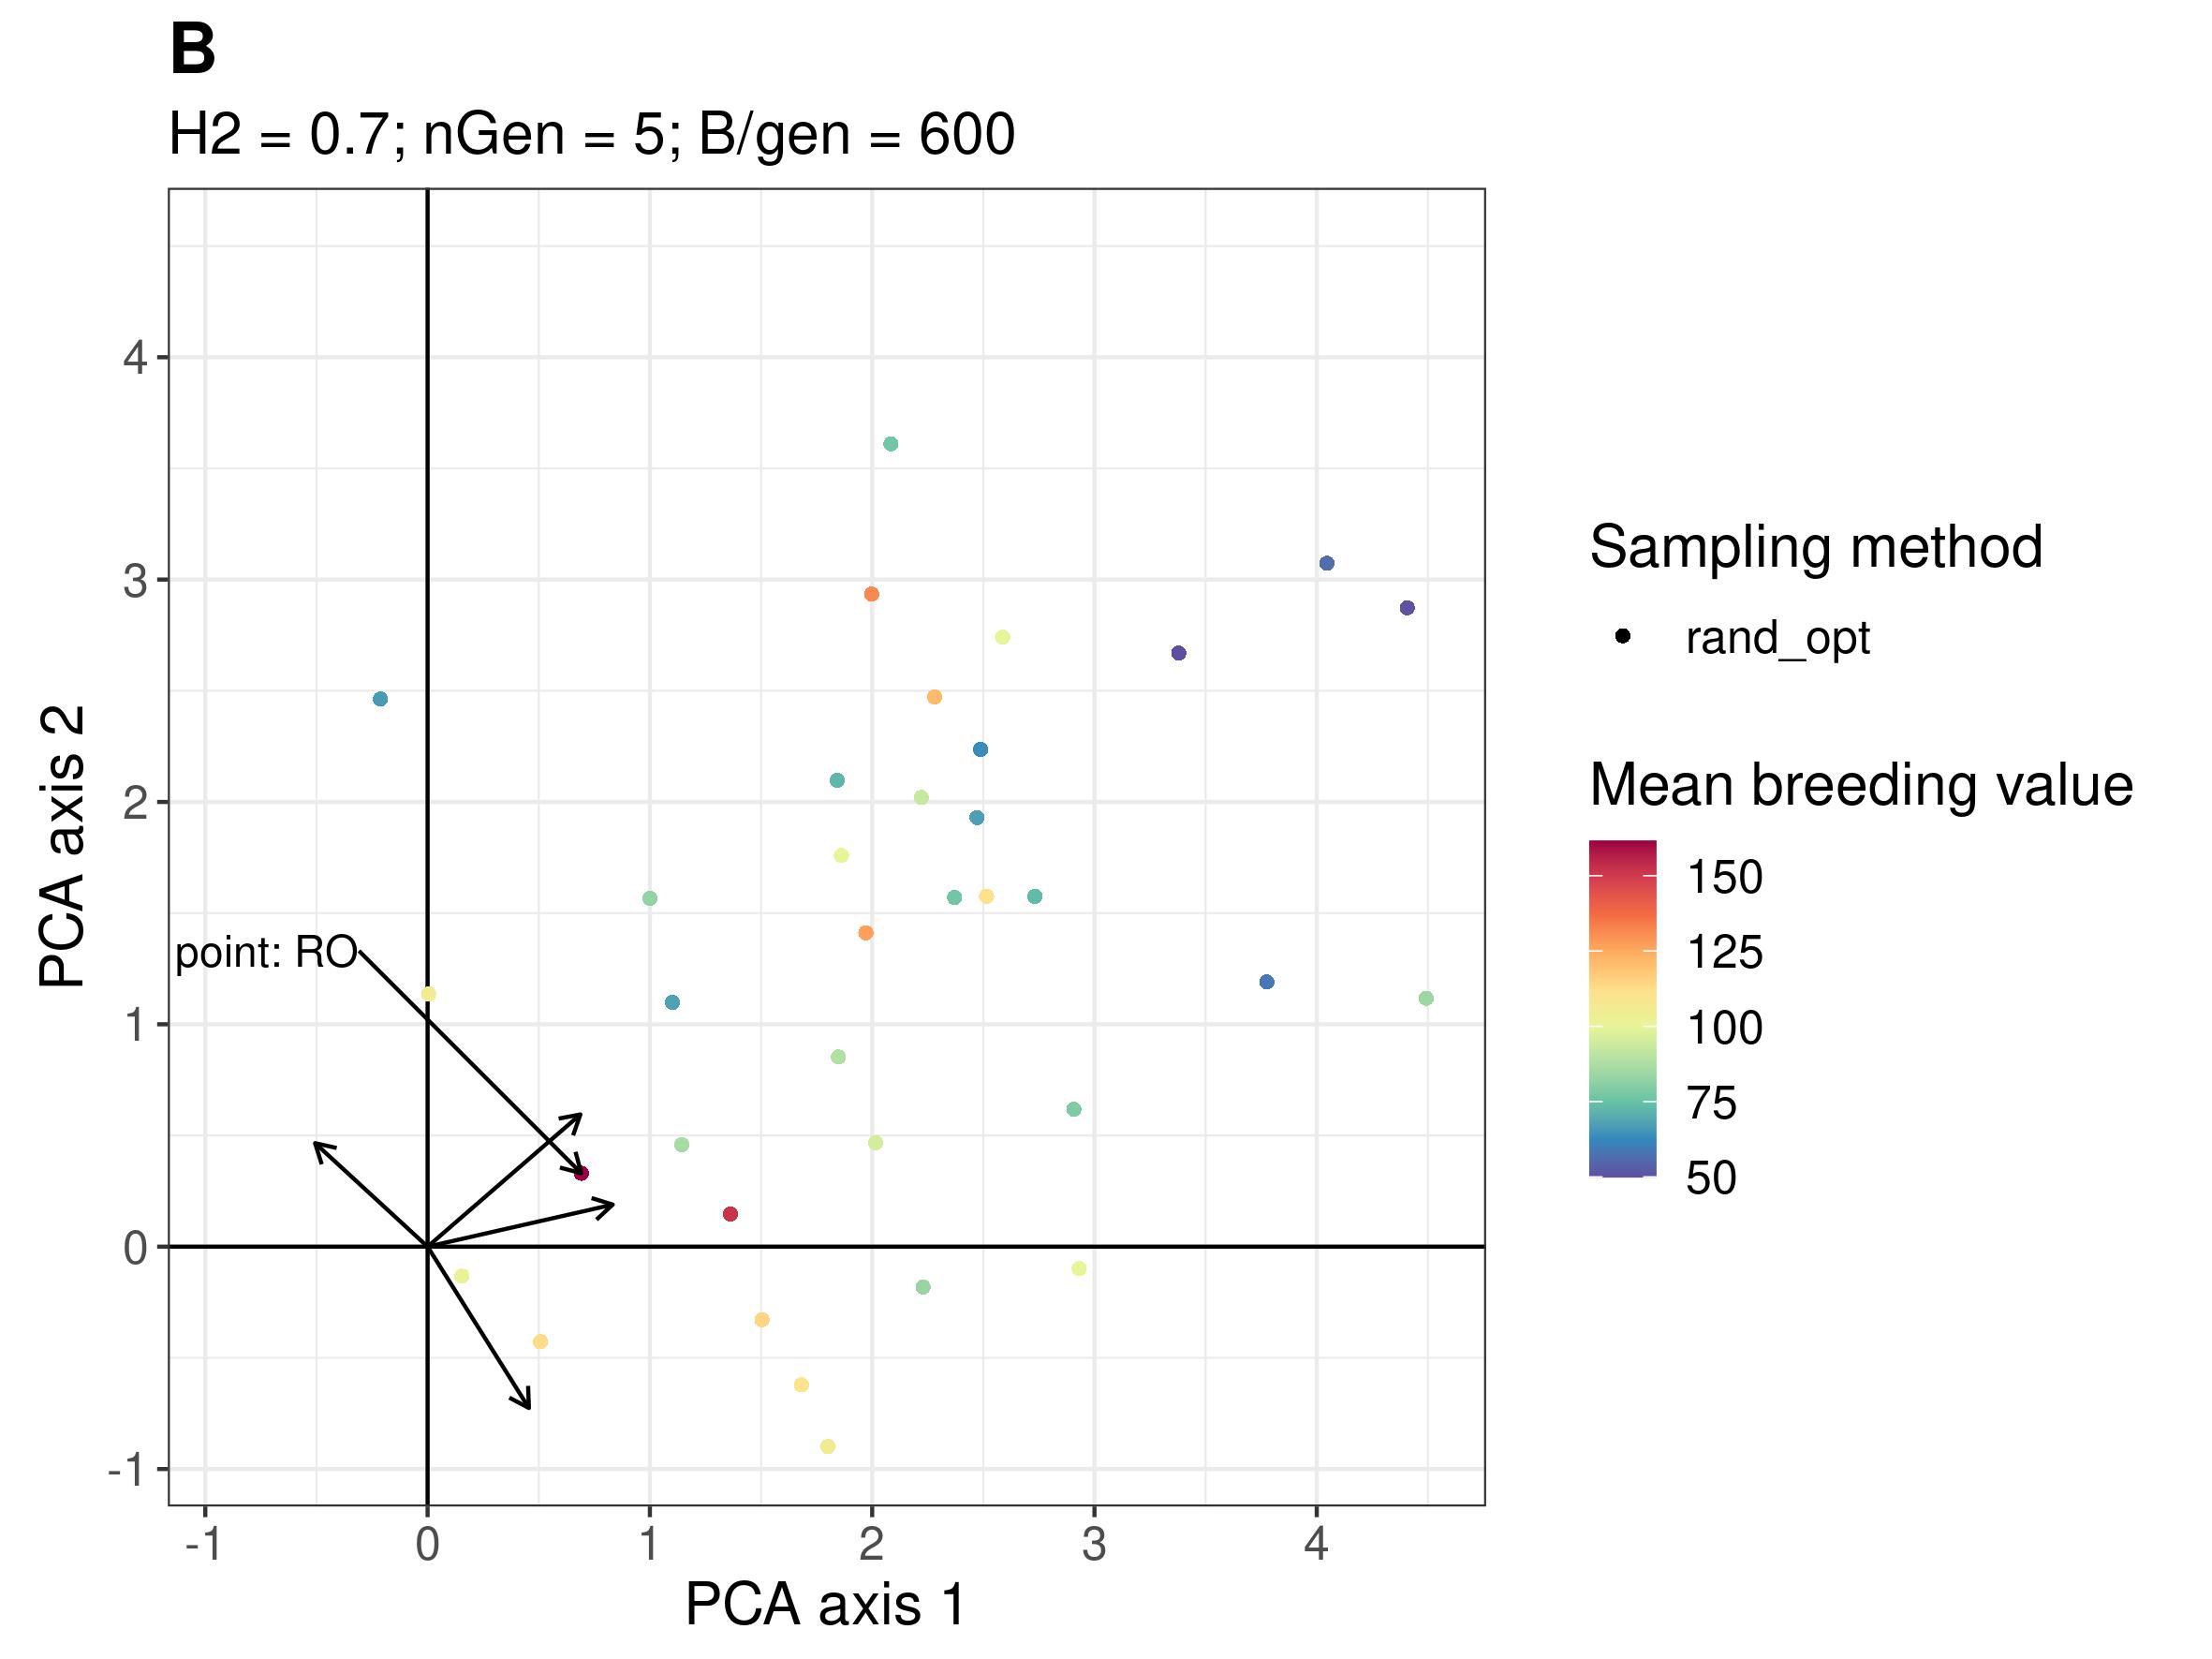 B
H2 = 0.7; nGen = 5; B/gen = 600
4
3
2
1
0
-1
PCA axis 2
point: RO
-1
0
1
2
3
4
PCA axis 1
Sampling method
rand_opt
Mean breeding value
150
125
100
75
50